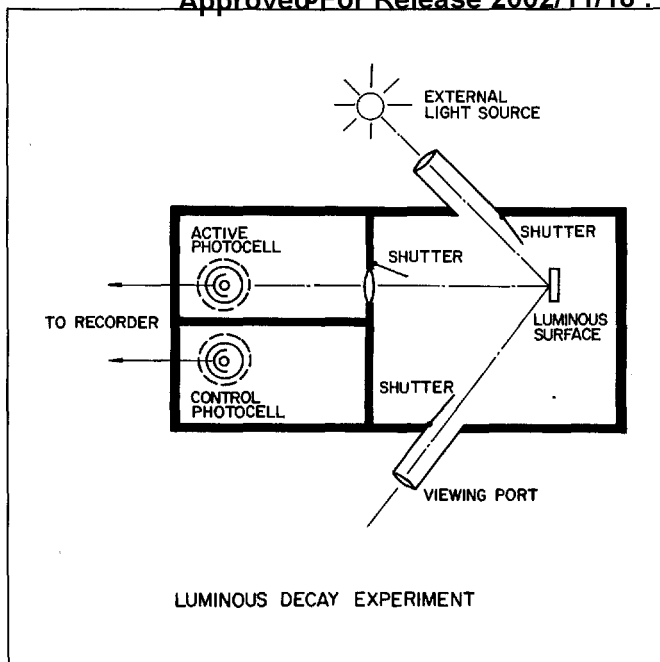 Approved For Release 2002/11/18 :
EXTERNAL
LIGHT SOURCE
SHUTTER
ACTIVE
PHOTOCELL
SHUTTER
TO RECORDER
LUMINOUS
SURFACE
CONTROL
PHOTOCELL
SHUTTER
VIEWING PORT
LUMINOUS DECAY EXPERIMENT